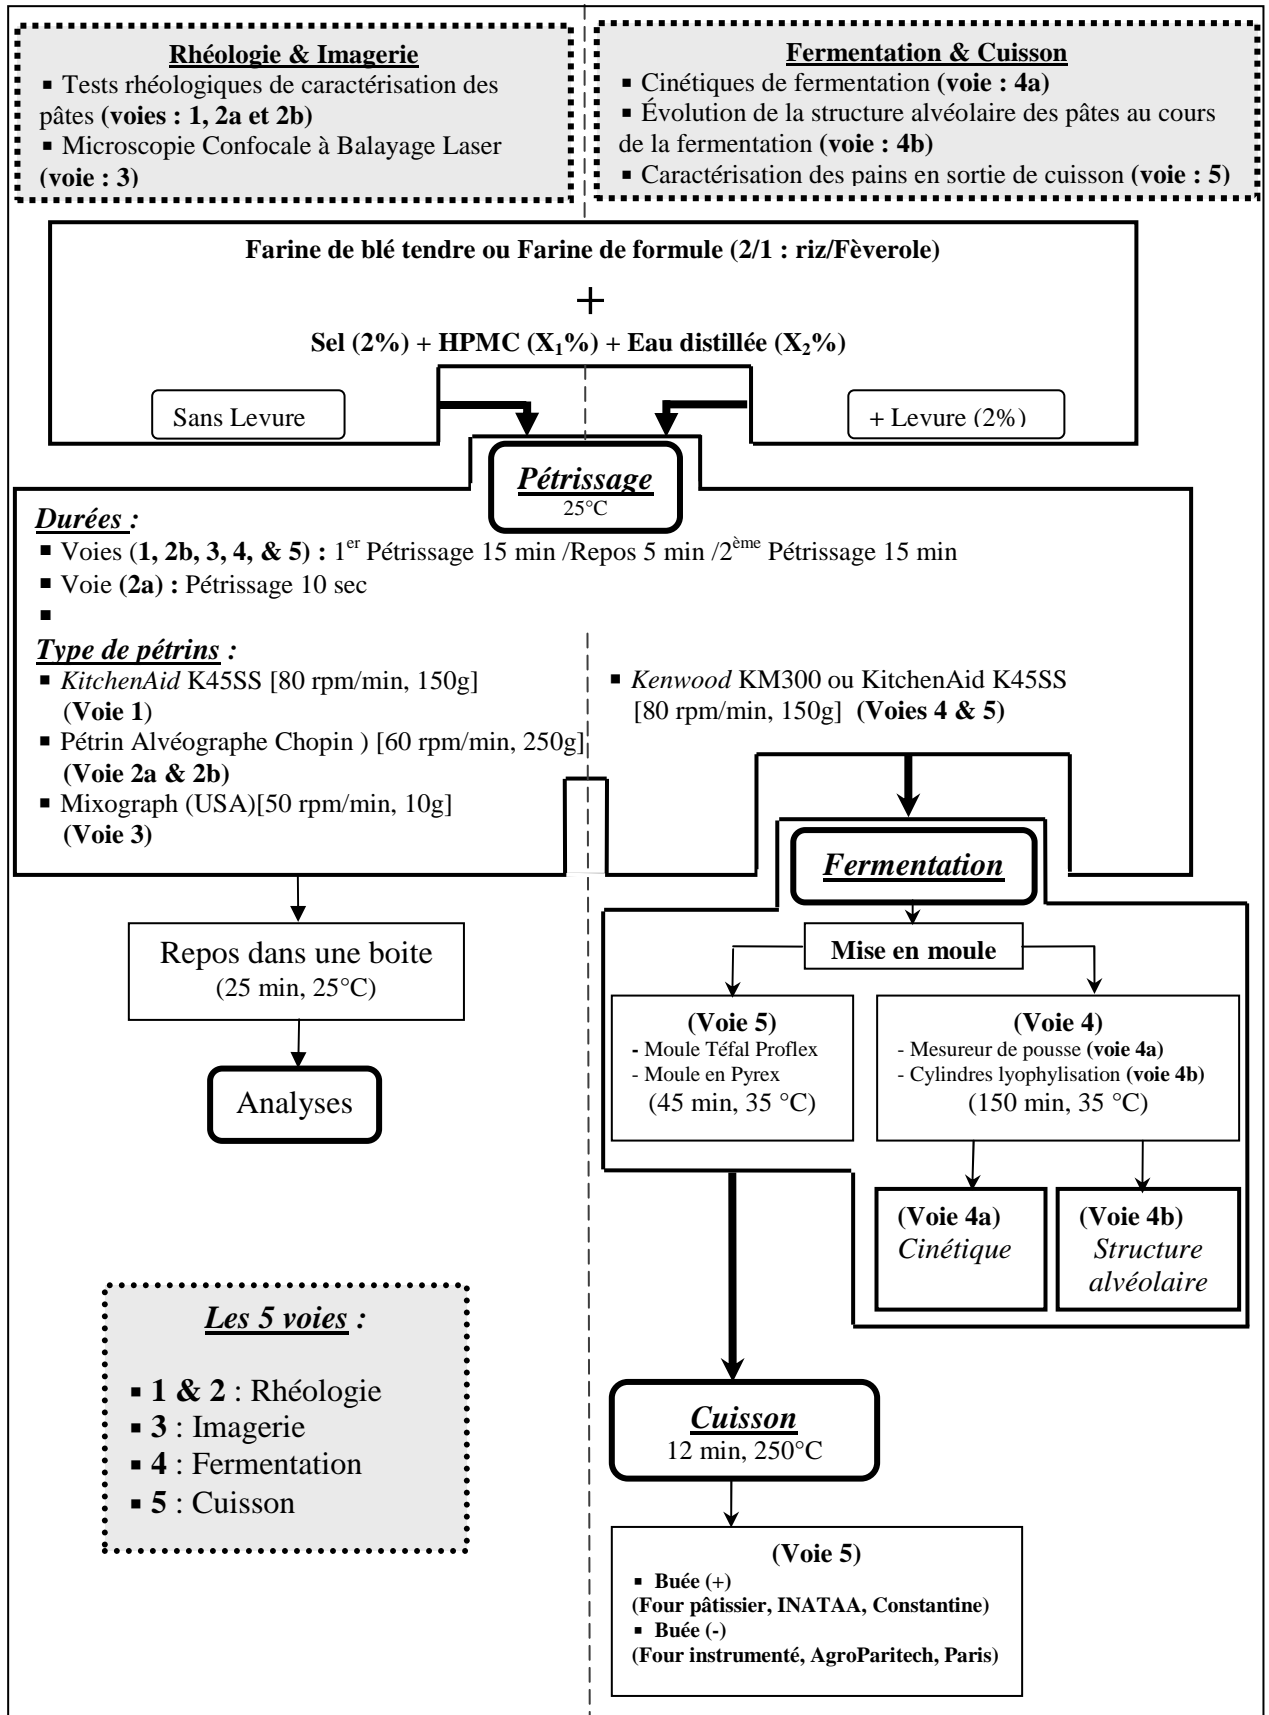 Rhéologie & Imagerie
▪ Tests rhéologiques de caractérisation des
pâtes (voies : 1, 2a et 2b)
▪ Microscopie Confocale à Balayage Laser
(voie : 3)
Fermentation & Cuisson
▪ Cinétiques de fermentation (voie : 4a)
▪ Évolution de la structure alvéolaire des pâtes au cours
de la fermentation (voie : 4b)
▪ Caractérisation des pains en sortie de cuisson (voie : 5)
Farine de blé tendre ou Farine de formule (2/1 : riz/Fèverole)
+
Sel (2%) + HPMC (X₁%) + Eau distillée (X₂%)
Sans Levure
+ Levure (2%)
Pétrissage
25°C
Durées :
▪ Voies (1, 2b, 3, 4, & 5) : 1er Pétrissage 15 min /Repos 5 min /2ème Pétrissage 15 min
▪ Voie (2a) : Pétrissage 10 sec
▪
Type de pétrins :
▪ KitchenAid K45SS [80 rpm/min, 150g]
(Voie 1)
▪ Pétrin Alvéographe Chopin ) [60 rpm/min, 250g]
(Voie 2a & 2b)
▪ Mixograph (USA)[50 rpm/min, 10g]
(Voie 3)
▪ Kenwood KM300 ou KitchenAid K45SS
[80 rpm/min, 150g] (Voies 4 & 5)
Fermentation
Repos dans une boite
(25 min, 25°C)
Analyses
Mise en moule
(Voie 5)
- Moule Téfal Proflex
- Moule en Pyrex
(45 min, 35 °C)
(Voie 4)
- Mesureur de pousse (voie 4a)
- Cylindres lyophylisation (voie 4b)
(150 min, 35 °C)
(Voie 4a)
Cinétique
(Voie 4b)
Structure
alvéolaire
Les 5 voies :
▪ 1 & 2 : Rhéologie
▪ 3 : Imagerie
▪ 4 : Fermentation
▪ 5 : Cuisson
Cuisson
12 min, 250°C
(Voie 5)
▪ Buée (+)
(Four pâtissier, INATAA, Constantine)
▪ Buée (-)
(Four instrumenté, AgroParitech, Paris)